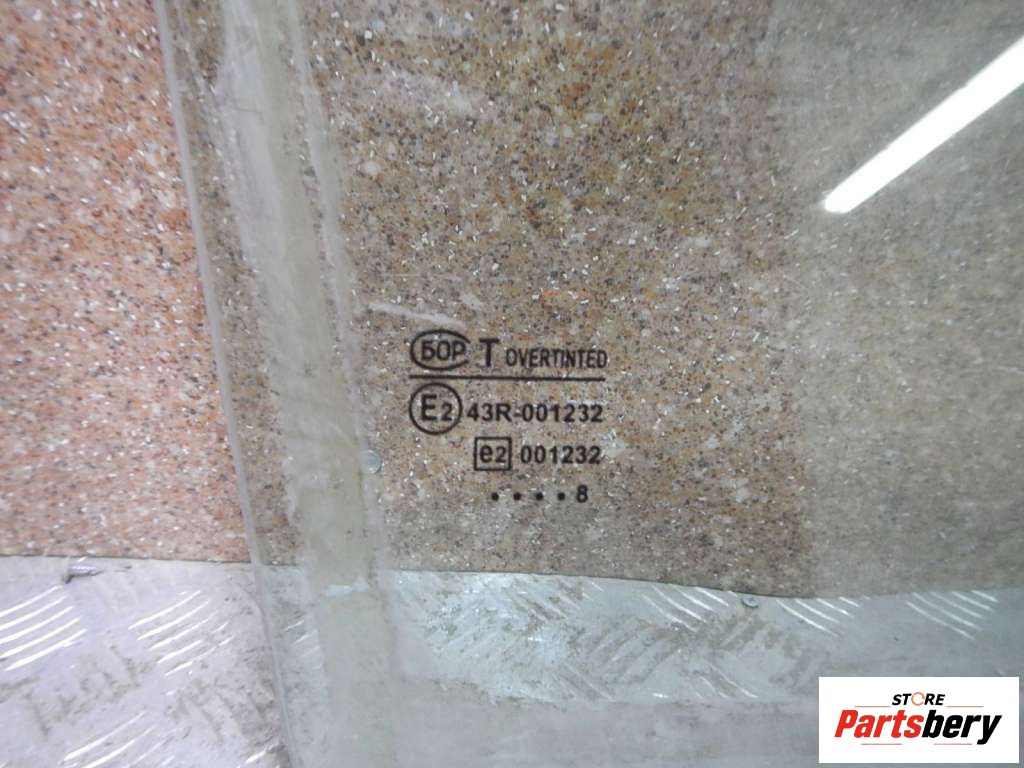 БОР T OVERTINTED
E2 43R-001232
e2 001232
. . . . 8
STORE
Partsbery